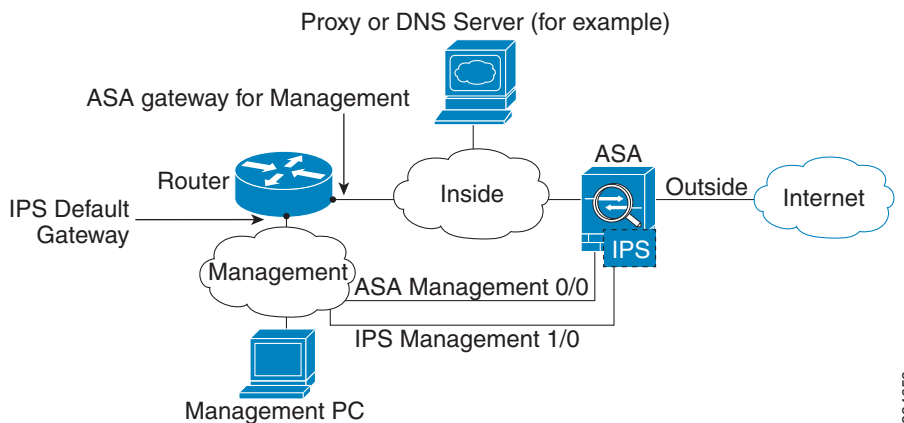 Proxy or DNS Server (for example)
ASA gateway for Management
ASA
Router
Inside
Outside
Internet
IPS Default
Gateway
IPS
Management
ASA Management 0/0
IPS Management 1/0
Management PC